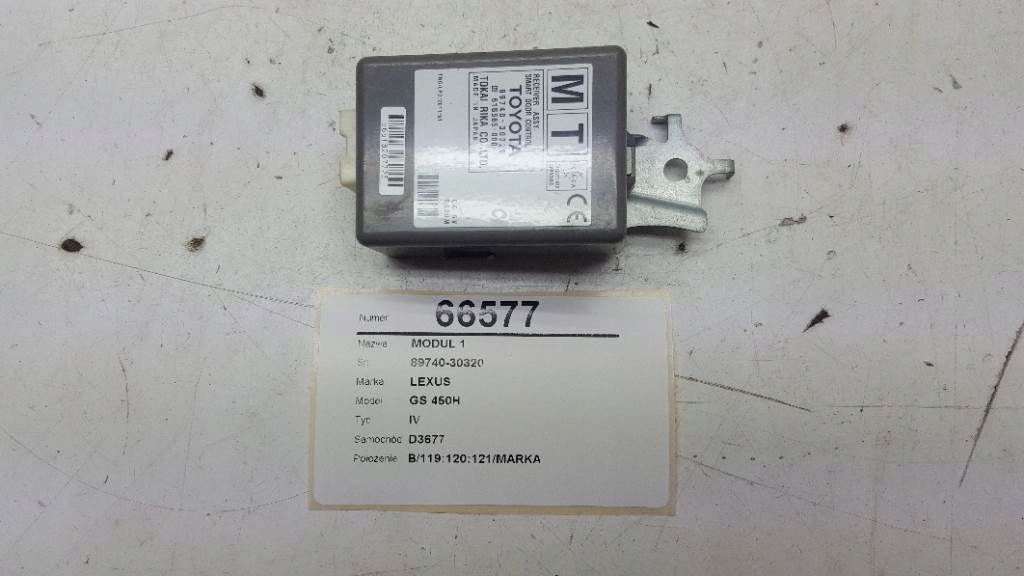 M T
RECEIVER ASSY-
SMART DOOR CONTROL
TOYOTA
TOKAI RIKA CO.,LTD.
MADE IN JAPAN
CE
Numer 66577
Nazwa MODUL 1
Sn 89740-30320
Marka LEXUS
Model GS 450H
Typ IV
Samochód D3677
Położenie B/119:120:121/MARKA